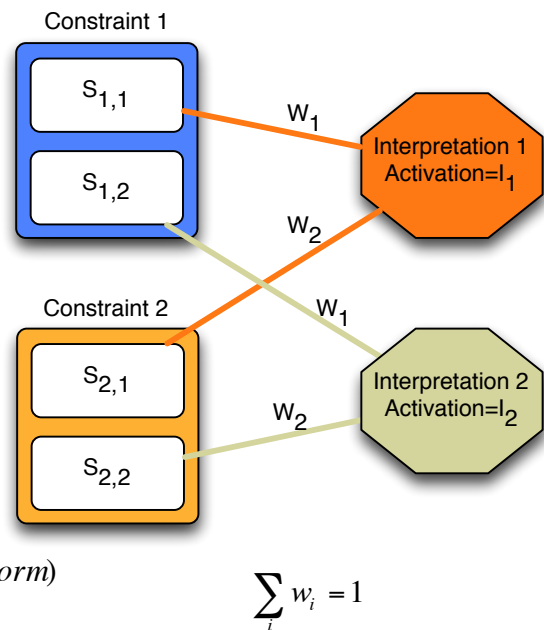 Constraint 1
S1,1
S1,2
W1
Interpretation 1
Activation=I1
W2
W1
Constraint 2
S2,1
S2,2
W2
Interpretation 2
Activation=I2
orm)
∑i wi = 1